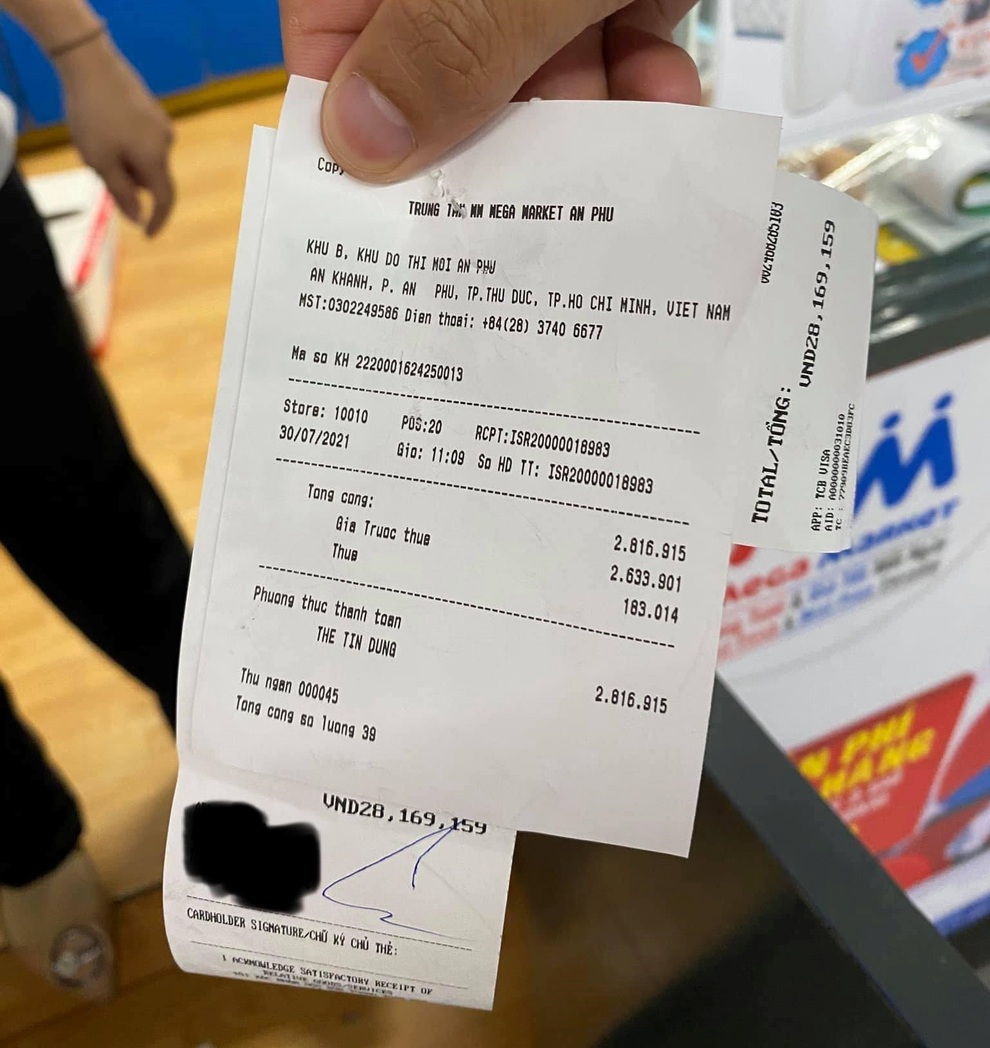 Copy
TRUNG TAM MM MEGA MARKET AN PHU
KHU B, KHU DO THI MOI AN PHU
AN KHANH, P. AN PHU, TP.THU DUC, TP.HO CHI MINH, VIET NAM
MST:0302249586 Dien thoai: +84(28) 3740 6677
Ma so KH 2220001624250013
Store: 10010 POS:20 RCPT:ISR20000018983
30/07/2021 Gio: 11:09 So HD TT: ISR20000018983
Tong cong: 2.816.915
Gia Truoc thue 2.633.901
Thue 183.014
Phuong thuc thanh toan
THE TIN DUNG 2.816.915
Thu ngan 000045
Tong cong so luong 39
VND28,169,159
CARDHOLDER SIGNATURE/CHỮ KÝ CHỦ THẺ:
I ACKNOWLEDGE SATISFACTORY RECEIPT OF
RELATIVE GOODS/SERVICES
TOTAL/TỔNG: VND28,169,159
APP: TCB VISA
AID: A0000000031010
Mega Market